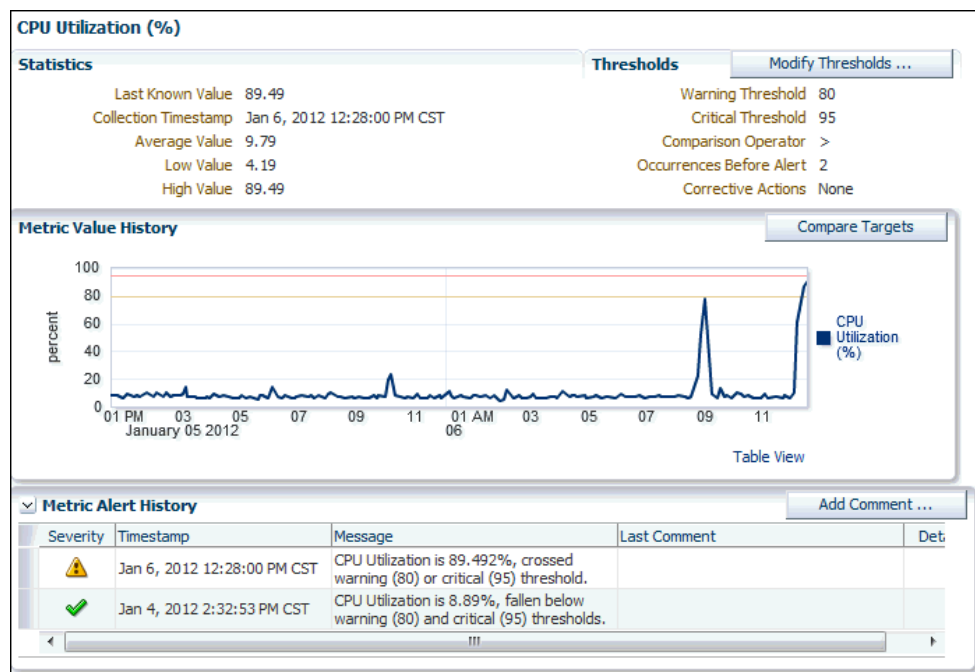 CPU Utilization (%)
Statistics
Last Known Value 89.49
Collection Timestamp Jan 6, 2012 12:28:00 PM CST
Average Value 9.79
Low Value 4.19
High Value 89.49
Thresholds
Modify Thresholds ...
Warning Threshold 80
Critical Threshold 95
Comparison Operator >
Occurrences Before Alert 2
Corrective Actions None
Metric Value History
Compare Targets
100
80
60
40
20
0
percent
01 PM 03 05 07 09 11 01 AM 03 05 07 09 11
January 05 2012 06
CPU
Utilization
(%)
Table View
Metric Alert History
Add Comment ...
Severity Timestamp Message Last Comment Deta
Jan 6, 2012 12:28:00 PM CST
CPU Utilization is 89.492%, crossed
warning (80) or critical (95) threshold.
Jan 4, 2012 2:32:53 PM CST
CPU Utilization is 8.89%, fallen below
warning (80) and critical (95) thresholds.